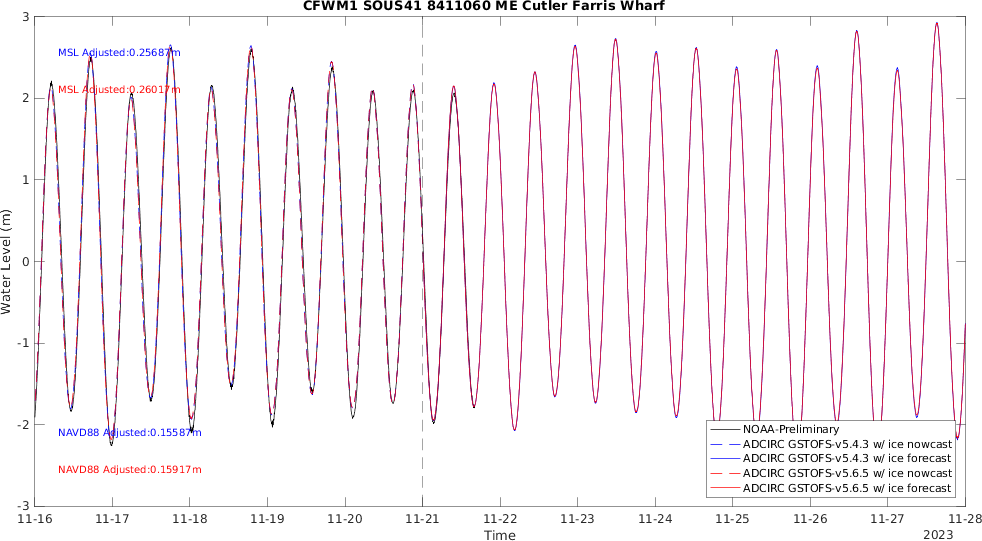 CFWM1 SOUS41 8411060 ME Cutler Farris Wharf
3
MSL Adjusted:0.25687m
MSL Adjusted:0.26017m
2
1
0
-1
-2
-3
Water Level (m)
NAVD88 Adjusted:0.15587m
NAVD88 Adjusted:0.15917m
NOAA-Preliminary
ADCIRC GSTOFS-v5.4.3 w/ ice nowcast
ADCIRC GSTOFS-v5.4.3 w/ ice forecast
ADCIRC GSTOFS-v5.6.5 w/ ice nowcast
ADCIRC GSTOFS-v5.6.5 w/ ice forecast
11-16 11-17 11-18 11-19 11-20 11-21 11-22 11-23 11-24 11-25 11-26 11-27 11-28
Time
2023